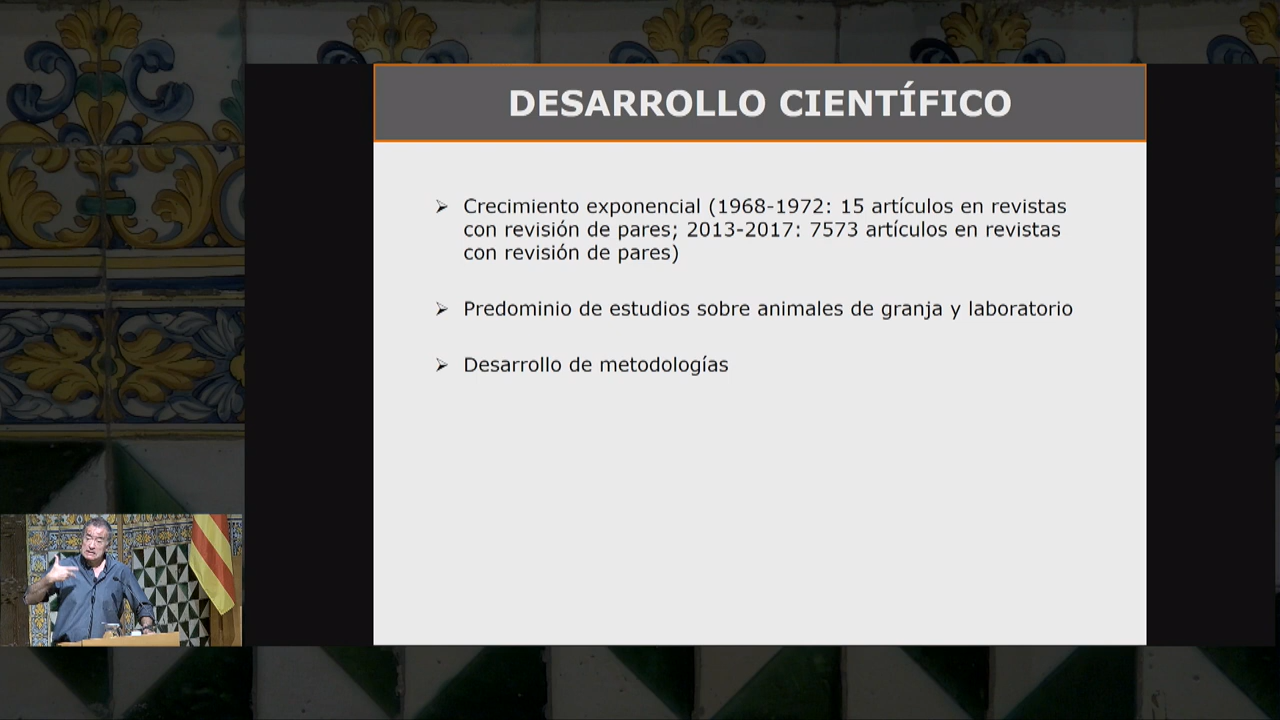 DESARROLLO CIENTÍFICO
➢ Crecimiento exponencial (1968-1972: 15 artículos en revistas
con revisión de pares; 2013-2017: 7573 artículos en revistas
con revisión de pares)
➢ Predominio de estudios sobre animales de granja y laboratorio
➢ Desarrollo de metodologías